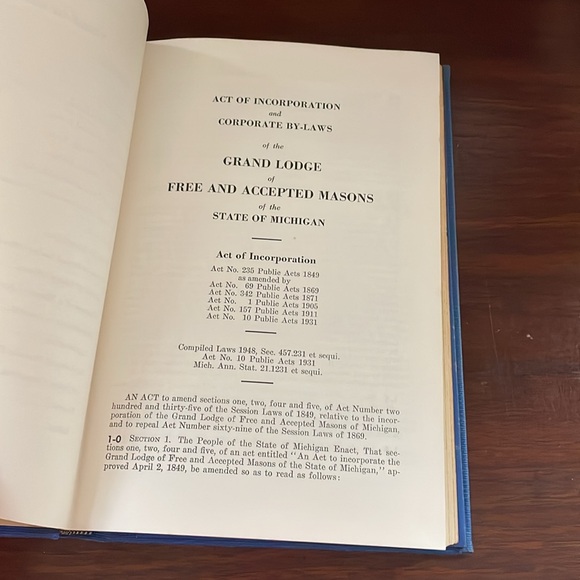 ACT OF INCORPORATION
and
CORPORATE BY-LAWS
of the
GRAND LODGE
of
FREE AND ACCEPTED MASONS
of the
STATE OF MICHIGAN
Act of Incorporation
Act No. 235 Public Acts 1849
as amended by
Act No. 69 Public Acts 1869
Act No. 342 Public Acts 1871
Act No. 1 Public Acts 1905
Act No. 157 Public Acts 1911
Act No. 10 Public Acts 1931
Compiled Laws 1948, Sec. 457.231 et sequi.
Act No. 10 Public Acts 1931
Mich. Ann. Stat. 21.1231 et sequi.
AN ACT to amend sections one, two, four and five, of Act Number two
hundred and thirty-five of the Session Laws of 1849, relative to the incor-
poration of the Grand Lodge of Free and Accepted Masons of Michigan,
and to repeal Act Number sixty-nine of the Session Laws of 1869.
1-0 SECTION 1. The People of the State of Michigan Enact, That sec-
tions one, two, four and five, of an act entitled "An Act to incorporate the
Grand Lodge of Free and Accepted Masons of the State of Michigan," ap-
proved April 2, 1849, be amended so as to read as follows: